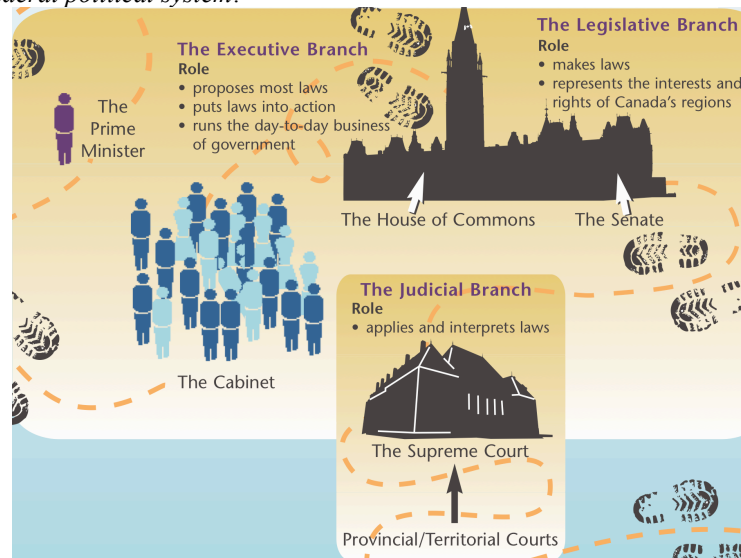 federal political system?
The Executive Branch
Role
• proposes most laws
• puts laws into action
• runs the day-to-day business
of government
The
Prime
Minister
The Cabinet
The Legislative Branch
Role
• makes laws
• represents the interests and
rights of Canada's regions
The House of Commons
The Senate
The Judicial Branch
Role
• applies and interprets laws
The Supreme Court
Provincial/Territorial Courts